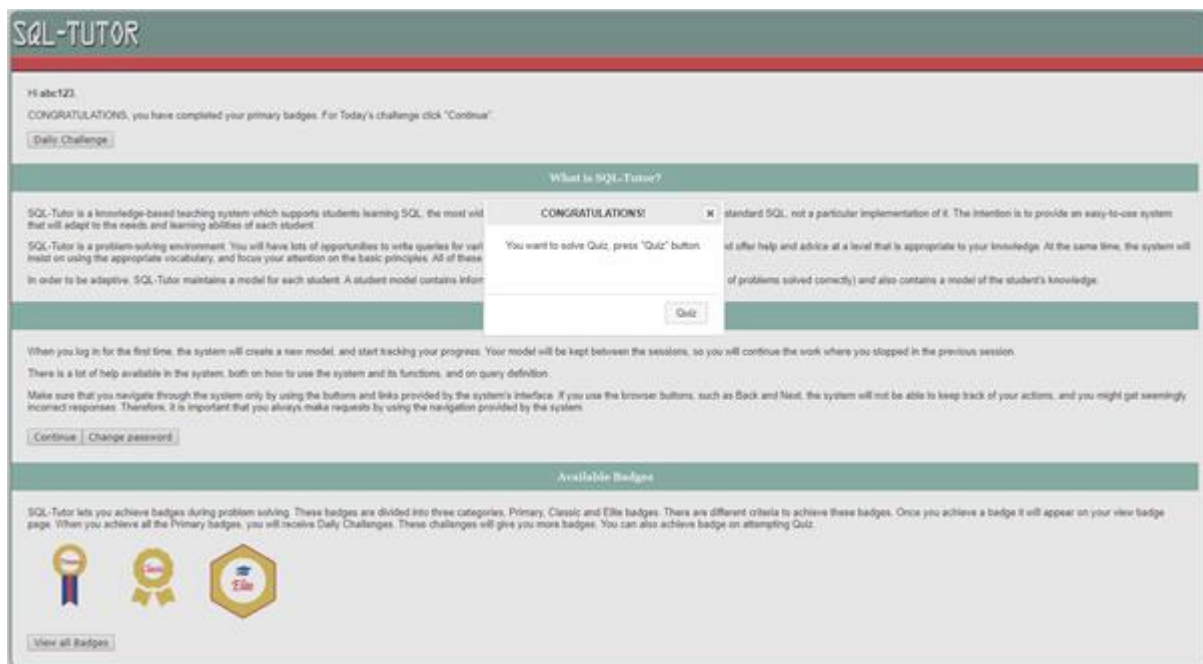 SQL-TUTOR
Hi abc123,
CONGRATULATIONS, you have completed your primary badges. For Today's challenge click "Continue".
Daily Challenge
What is SQL-Tutor?
SQL-Tutor is a knowledge-based teaching system which supports students learning SQL, the most wid
standard SQL, not a particular implementation of it. The intention is to provide an easy-to-use system
that will adapt to the needs and learning abilities of each student.
SQL-Tutor is a problem-solving environment. You will have lots of opportunities to write queries for vari
d offer help and advice at a level that is appropriate to your knowledge. At the same time, the system will
insist on using the appropriate vocabulary, and focus your attention on the basic principles. All of these
In order to be adaptive, SQL-Tutor maintains a model for each student. A student model contains inform
of problems solved correctly) and also contains a model of the student's knowledge.
CONGRATULATIONS!
x
You want to solve Quiz, press "Quiz" button.
Quiz
When you log in for the first time, the system will create a new model, and start tracking your progress. Your model will be kept between the sessions, so you will continue the work where you stopped in the previous session.
There is a lot of help available in the system, both on how to use the system and its functions, and on query definition.
Make sure that you navigate through the system only by using the buttons and links provided by the system's interface. If you use the browser buttons, such as Back and Next, the system will not be able to keep track of your actions, and you might get seemingly
incorrect responses. Therefore, it is important that you always make requests by using the navigation provided by the system.
Continue
Change password
Available Badges
SQL-Tutor lets you achieve badges during problem solving. These badges are divided into three categories, Primary, Classic and Elite badges. There are different criteria to achieve these badges. Once you achieve a badge it will appear on your view badge
page. When you achieve all the Primary badges, you will receive Daily Challenges. These challenges will give you more badges. You can also achieve badge on attempting Quiz.
Classic
Elite
View all Badges